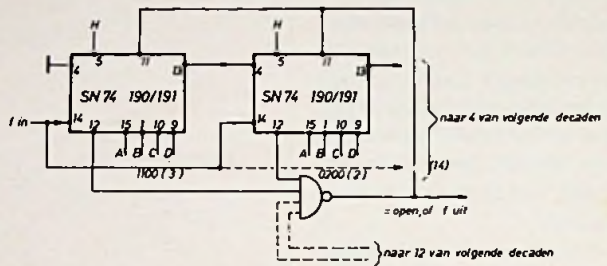 H H
5 11 5 11
4 13 4 13
SN 74 190/191 SN 74 190/191
f in
14 14
12 15 1 10 9 12 15 1 10 9
A B C D A B C D
1100 (3) 0200 (2) (14)
naar 4 van volgende decaden
= open, of f uit
naar 12 van volgende decaden